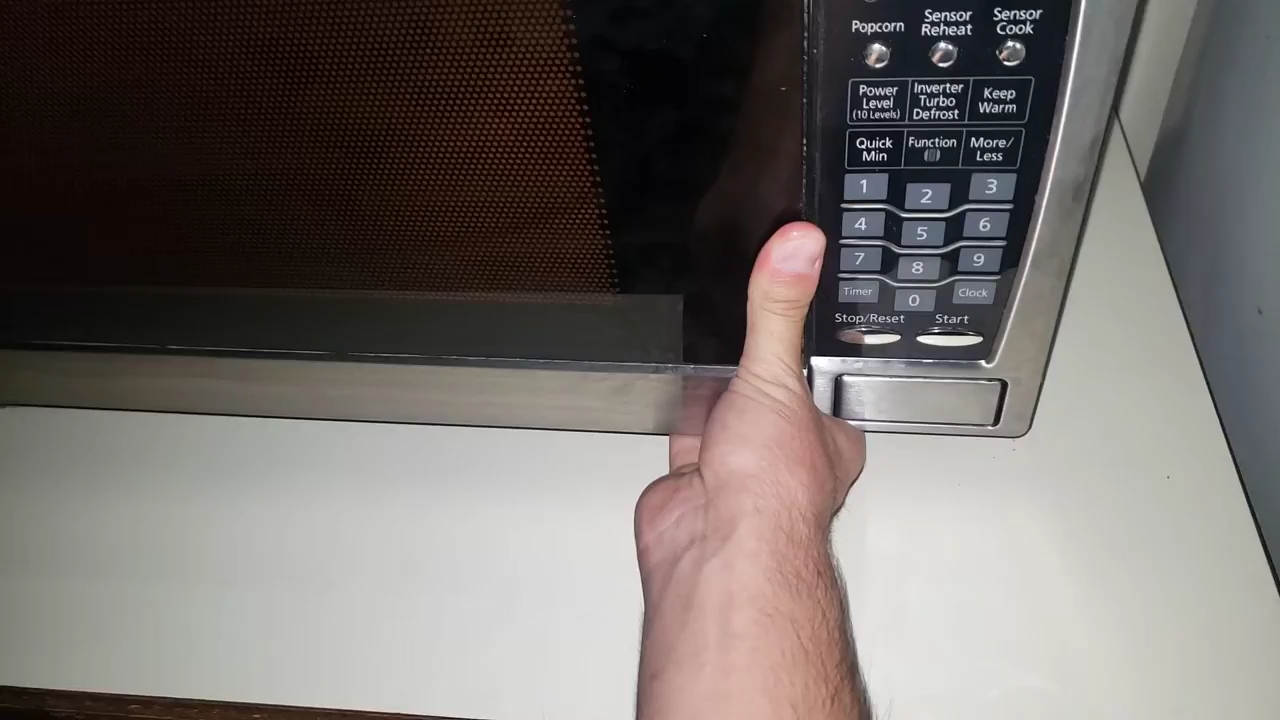 Popcorn
Sensor
Reheat
Sensor
Cook
Power
Level
(10 Levels)
Inverter
Turbo
Defrost
Keep
Warm
Quick
Min
Function
More/
Less
1
2
3
4
5
6
7
8
9
Timer
0
Clock
Stop/Reset
Start